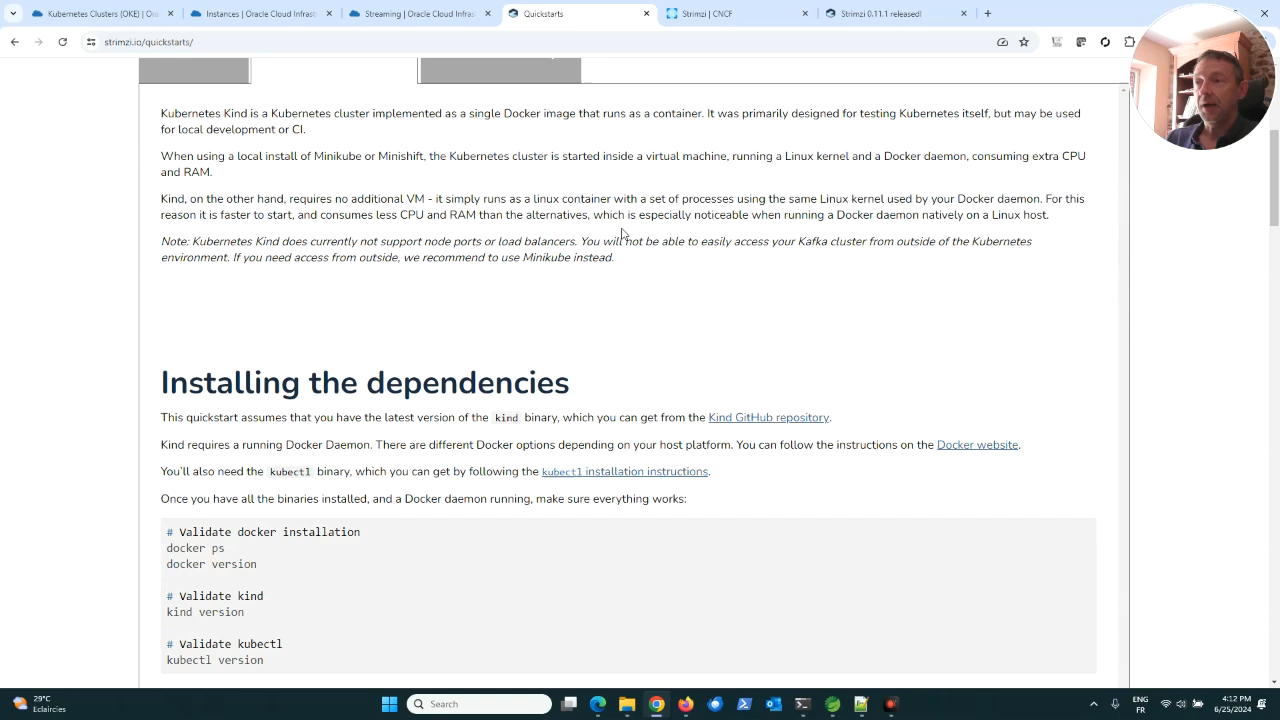 Kubernetes Clusters (OKE) | Ora
Instances | Oracle Cloud Infrast
Streaming | Oracle Cloud Infras
Quickstarts
Strimzi | CNCF
Strimzi 0.11.1 released!
strimzi.io/quickstarts/
Kubernetes Kind is a Kubernetes cluster implemented as a single Docker image that runs as a container. It was primarily designed for testing Kubernetes itself, but may be used
for local development or CI.
When using a local install of Minikube or Minishift, the Kubernetes cluster is started inside a virtual machine, running a Linux kernel and a Docker daemon, consuming extra CPU
and RAM.
Kind, on the other hand, requires no additional VM - it simply runs as a linux container with a set of processes using the same Linux kernel used by your Docker daemon. For this
reason it is faster to start, and consumes less CPU and RAM than the alternatives, which is especially noticeable when running a Docker daemon natively on a Linux host.
Note: Kubernetes Kind does currently not support node ports or load balancers. You will not be able to easily access your Kafka cluster from outside of the Kubernetes
environment. If you need access from outside, we recommend to use Minikube instead.
Installing the dependencies
This quickstart assumes that you have the latest version of the kind binary, which you can get from the Kind GitHub repository.
Kind requires a running Docker Daemon. There are different Docker options depending on your host platform. You can follow the instructions on the Docker website.
You'll also need the kubectl binary, which you can get by following the kubectl installation instructions.
Once you have all the binaries installed, and a Docker daemon running, make sure everything works:
# Validate docker installation
docker ps
docker version
# Validate kind
kind version
# Validate kubectl
kubectl version
29°C
Eclaircies
Search
ENG
FR
4:12 PM
6/25/2024